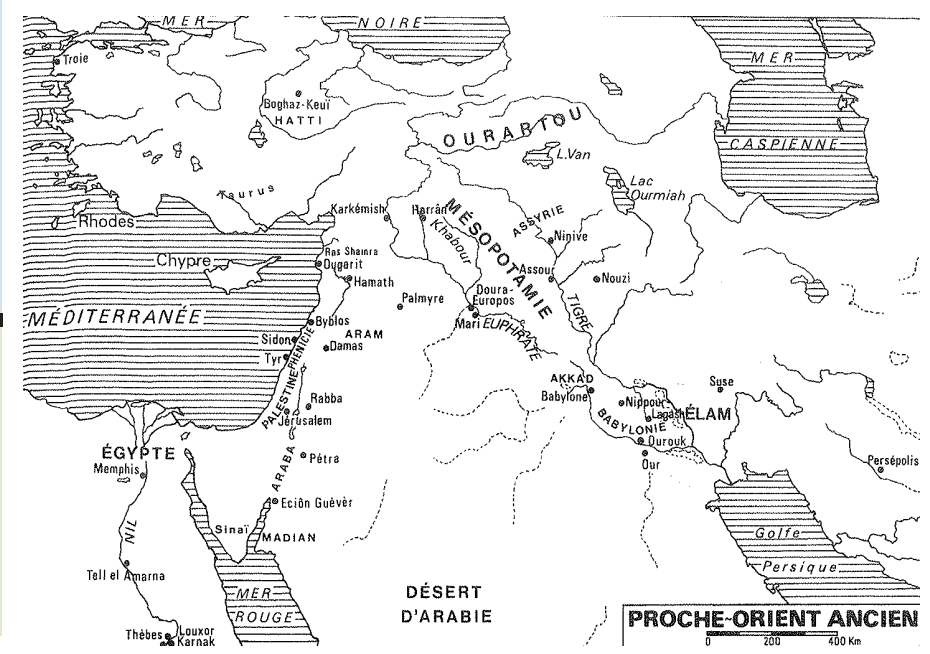 MER
NOIRE
Troie
MER
CASPIENNE
Boghaz-Keuï
HATTI
OURARTOU
L.Van
Lac
Ourmiah
Taurus
Rhodes
Karkémish
Harrân
Khabour
MÉSOPOTAMIE
ASSYRIE
Ninive
Chypre
Ras Shamra
Ougarit
Hamath
Assour
Nouzi
Palmyre
Doura-
Europos
Mari
EUPHRATE
TIGRE
MÉDITERRANÉE
Byblos
Sidon
PHÉNICIE
ARAM
Damas
Tyr
PALESTINE
Rabba
Jérusalem
AKKAD
Babylone
Suse
Nippour
Lagash
ÉLAM
BABYLONIE
Ourouk
Our
Persépolis
ÉGYPTE
Memphis
ARABA
Pétra
Eciôn Guèvèr
Sinaï
MADIAN
NIL
Tell el Amarna
MER
ROUGE
Golfe
Persique
DÉSERT
D'ARABIE
Thèbes
Louxor
Karnak
PROCHE-ORIENT ANCIEN
0 200 400 Km